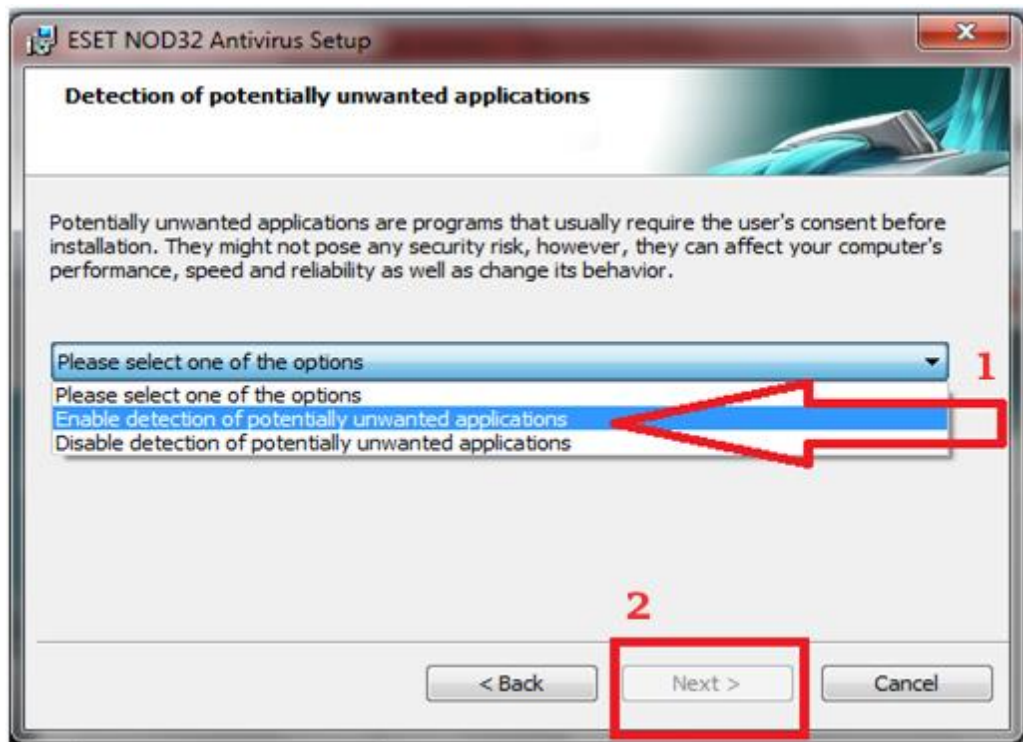 ESET NOD32 Antivirus Setup
Detection of potentially unwanted applications
Potentially unwanted applications are programs that usually require the user's consent before
installation. They might not pose any security risk, however, they can affect your computer's
performance, speed and reliability as well as change its behavior.
Please select one of the options
1
Please select one of the options
Enable detection of potentially unwanted applications
Disable detection of potentially unwanted applications
2
< Back
Next >
Cancel